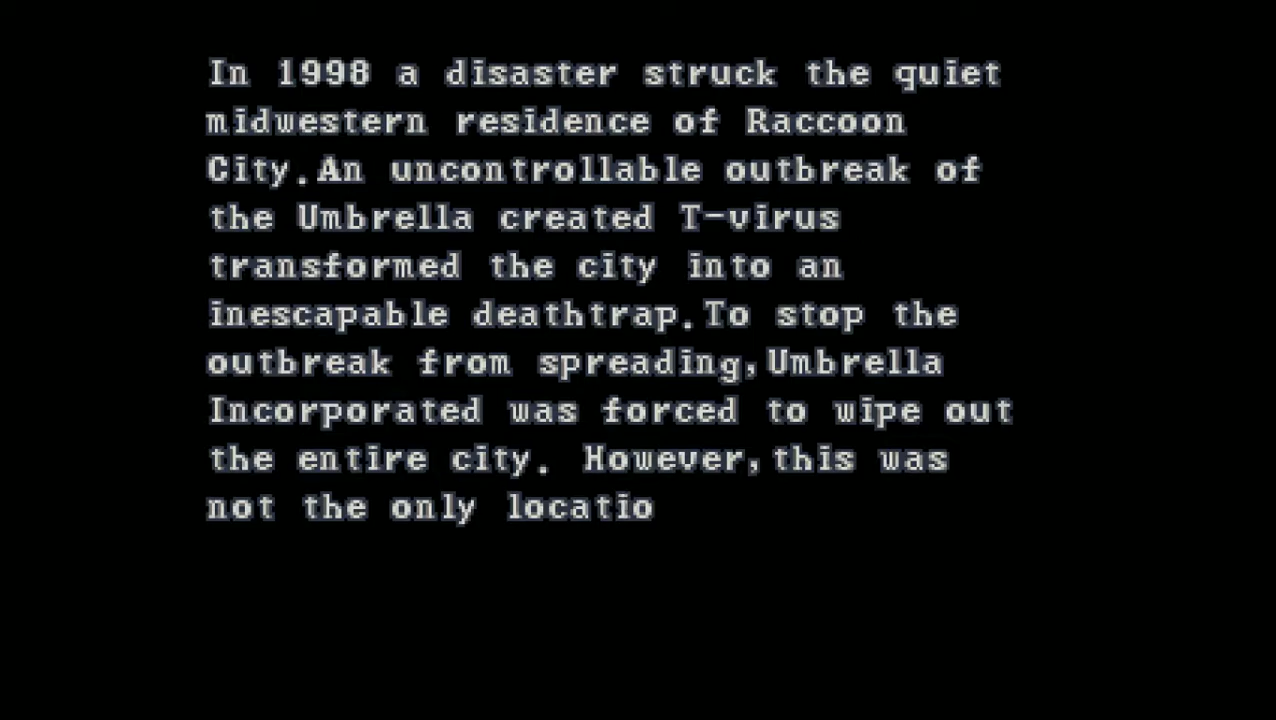 In 1998 a disaster struck the quiet
midwestern residence of Raccoon
City.An uncontrollable outbreak of
the Umbrella created T-virus
transformed the city into an
inescapable deathtrap.To stop the
outbreak from spreading,Umbrella
Incorporated was forced to wipe out
the entire city. However,this was
not the only locatio